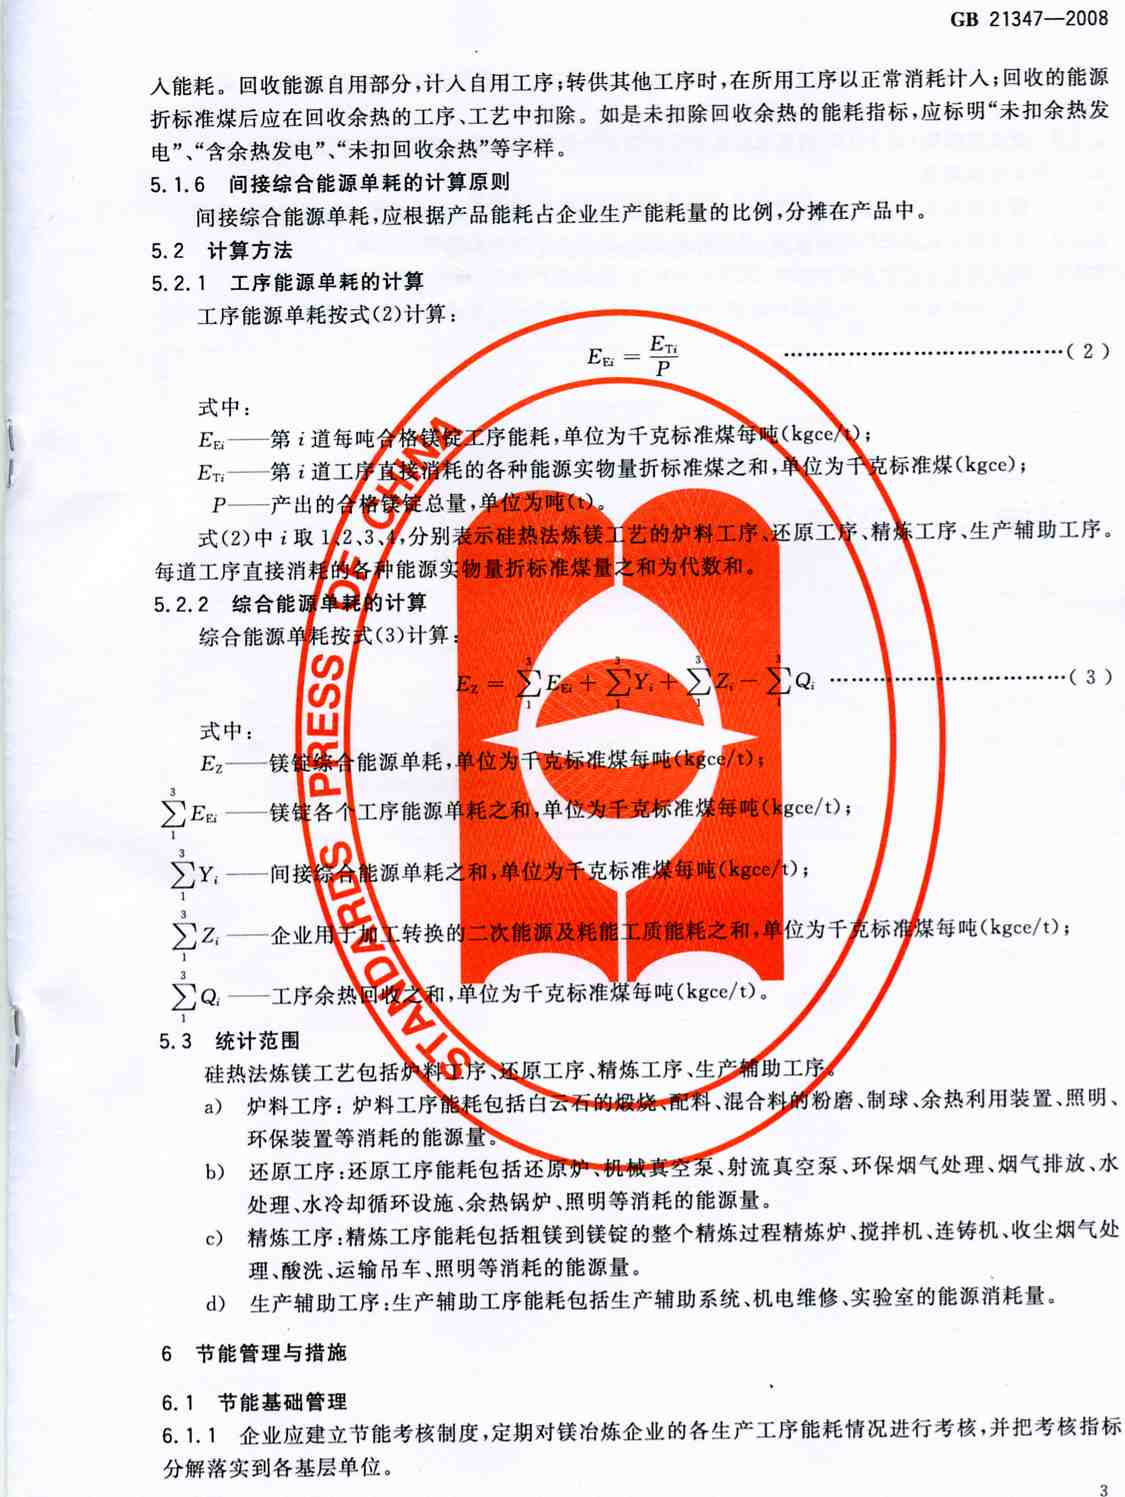 GB 21347—2008
入能耗。回收能源自用部分,计入自用工序;转供其他工序时,在所用工序以正常消耗计入;回收的能源
折标准煤后应在回收余热的工序、工艺中扣除。如是未扣除回收余热的能耗指标,应标明“未扣余热发
电”、“含余热发电”、“未扣回收余热”等字样。
5.1.6 间接综合能源单耗的计算原则
间接综合能源单耗,应根据产品能耗占企业生产能耗量的比例,分摊在产品中。
5.2 计算方法
5.2.1 工序能源单耗的计算
工序能源单耗按式(2)计算:
E_Ei = E_Ti / P ……………………………………( 2 )
式中:
E_Ei——第 i 道每吨合格镁锭工序能耗,单位为千克标准煤每吨(kgce/t);
E_Ti——第 i 道工序直接消耗的各种能源实物量折标准煤之和,单位为千克标准煤(kgce);
P——产出的合格镁锭总量,单位为吨(t)。
式(2)中 i 取 1、2、3、4,分别表示硅热法炼镁工艺的炉料工序、还原工序、精炼工序、生产辅助工序。
每道工序直接消耗的各种能源实物量折标准煤量之和为代数和。
5.2.2 综合能源单耗的计算
综合能源单耗按式(3)计算:
E_Z = ∑_1^3 E_Ei + ∑_1^3 Y_i + ∑_1^3 Z_i − ∑_1^3 Q_i ………………………………( 3 )
式中:
E_Z——镁锭综合能源单耗,单位为千克标准煤每吨(kgce/t);
∑_1^3 E_Ei ——镁锭各个工序能源单耗之和,单位为千克标准煤每吨(kgce/t);
∑_1^3 Y_i ——间接综合能源单耗之和,单位为千克标准煤每吨(kgce/t);
∑_1^3 Z_i ——企业用于加工转换的二次能源及耗能工质能耗之和,单位为千克标准煤每吨(kgce/t);
∑_1^3 Q_i ——工序余热回收之和,单位为千克标准煤每吨(kgce/t)。
5.3 统计范围
硅热法炼镁工艺包括炉料工序、还原工序、精炼工序、生产辅助工序。
a) 炉料工序: 炉料工序能耗包括白云石的煅烧、配料、混合料的粉磨、制球、余热利用装置、照明、
环保装置等消耗的能源量。
b) 还原工序:还原工序能耗包括还原炉、机械真空泵、射流真空泵、环保烟气处理、烟气排放、水
处理、水冷却循环设施、余热锅炉、照明等消耗的能源量。
c) 精炼工序:精炼工序能耗包括粗镁到镁锭的整个精炼过程精炼炉、搅拌机、连铸机、收尘烟气处
理、酸洗、运输吊车、照明等消耗的能源量。
d) 生产辅助工序:生产辅助工序能耗包括生产辅助系统、机电维修、实验室的能源消耗量。
6 节能管理与措施
6.1 节能基础管理
6.1.1 企业应建立节能考核制度,定期对镁冶炼企业的各生产工序能耗情况进行考核,并把考核指标
分解落实到各基层单位。
3
STANDARDS PRESS OF CHINA